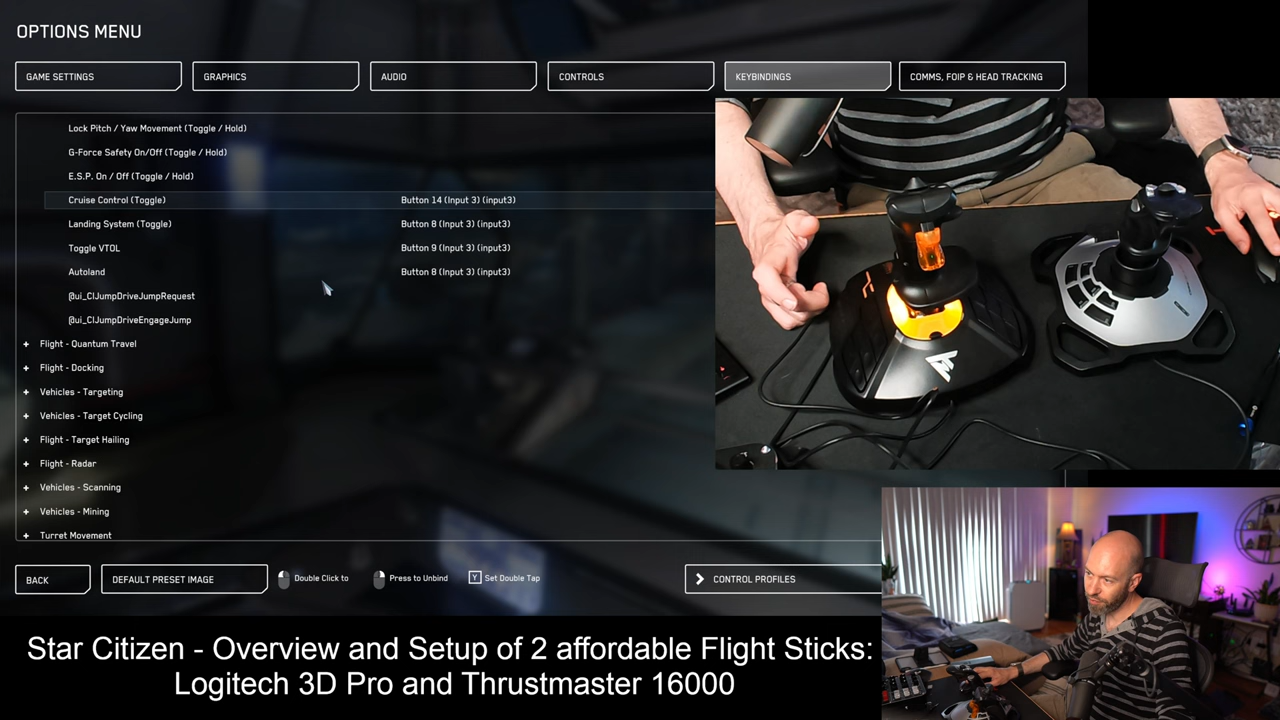 OPTIONS MENU
GAME SETTINGS
GRAPHICS
AUDIO
CONTROLS
KEYBINDINGS
COMMS, FOIP & HEAD TRACKING
Lock Pitch / Yaw Movement (Toggle / Hold)
G-Force Safety On/Off (Toggle / Hold)
E.S.P. On / Off (Toggle / Hold)
Cruise Control (Toggle) Button 14 (Input 3) (input3)
Landing System (Toggle) Button 8 (Input 3) (input3)
Toggle VTOL Button 9 (Input 3) (input3)
Autoland Button 8 (Input 3) (input3)
@ui_CIJumpDriveJumpRequest
@ui_CIJumpDriveEngageJump
+ Flight - Quantum Travel
+ Flight - Docking
+ Vehicles - Targeting
+ Vehicles - Target Cycling
+ Flight - Target Hailing
+ Flight - Radar
+ Vehicles - Scanning
+ Vehicles - Mining
+ Turret Movement
BACK
DEFAULT PRESET IMAGE
Double Click to
Press to Unbind
Y Set Double Tap
CONTROL PROFILES
Star Citizen - Overview and Setup of 2 affordable Flight Sticks:
Logitech 3D Pro and Thrustmaster 16000